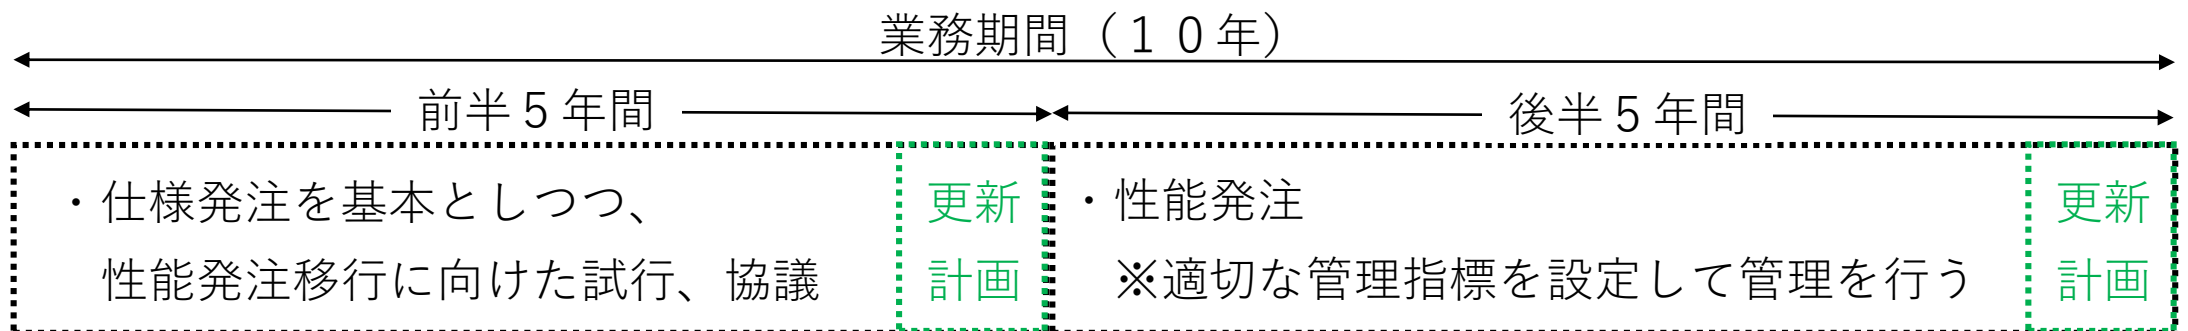 業務期間（１０年）
前半５年間
後半５年間
・仕様発注を基本としつつ、
性能発注移行に向けた試行、協議
更新
計画
・性能発注
※適切な管理指標を設定して管理を行う
更新
計画